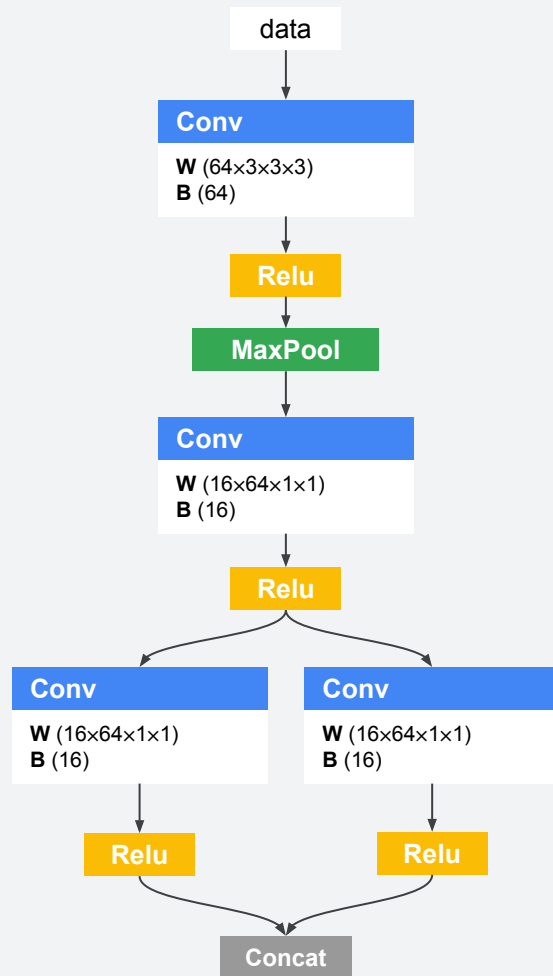 data
Conv
W (64×3×3×3)
B (64)
Relu
MaxPool
Conv
W (16×64×1×1)
B (16)
Relu
Conv
W (16×64×1×1)
B (16)
Relu
Conv
W (16×64×1×1)
B (16)
Relu
Concat